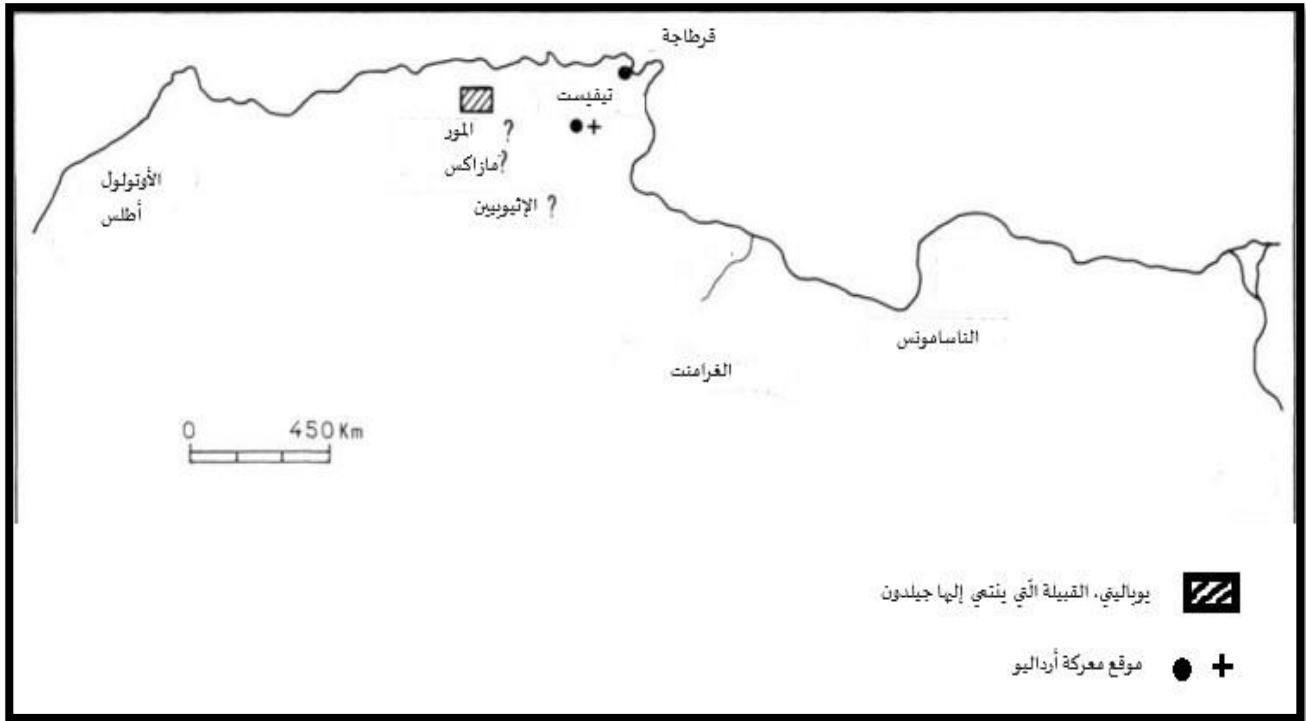 قرطاجة
تيفيست
المور ?
مازاكس ?
الإثيوبيين ?
الأوتولول
أطلس
الناسامونس
الغرامنت
0 450 Km
يوباليني، القبيلة الّتي ينتمي إلها جيلدون
موقع معركة أرداليو